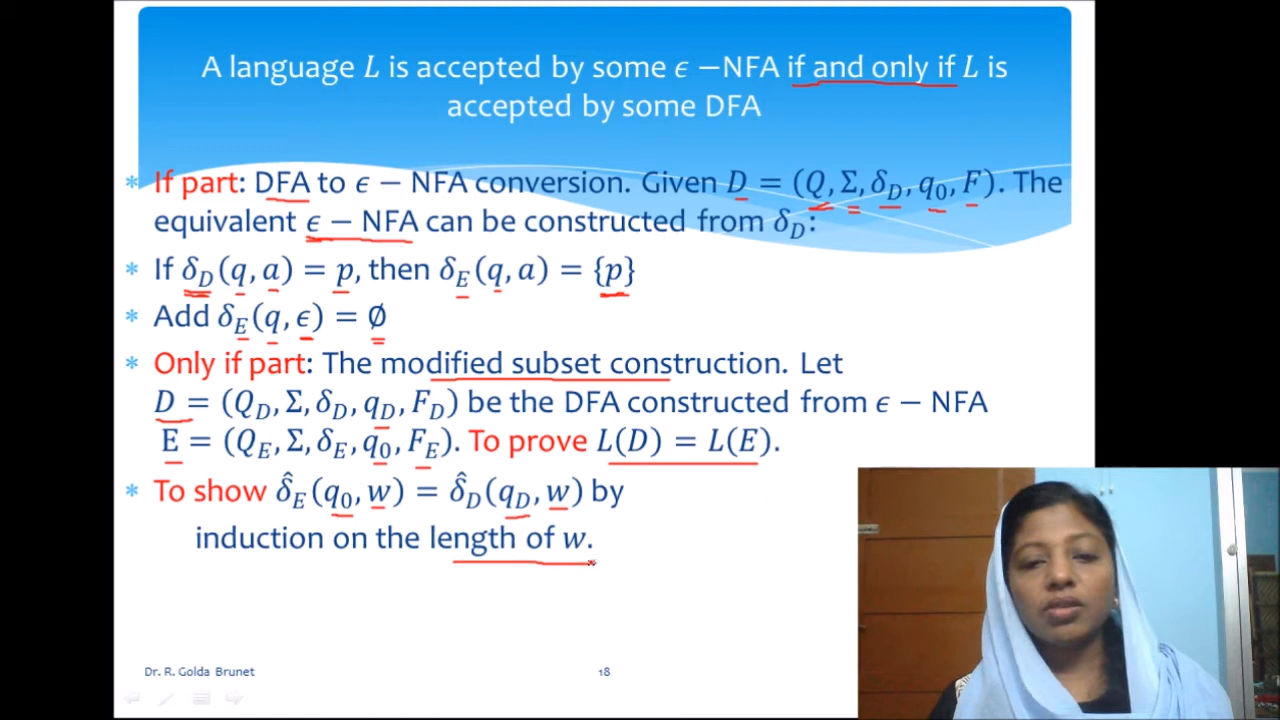 A language L is accepted by some ϵ −NFA if and only if L is
accepted by some DFA
* If part: DFA to ϵ − NFA conversion. Given D = (Q, Σ, δ_D, q₀, F). The
equivalent ϵ − NFA can be constructed from δ_D:
* If δ_D(q, a) = p, then δ_E(q, a) = {p}
* Add δ_E(q, ϵ) = ∅
* Only if part: The modified subset construction. Let
D = (Q_D, Σ, δ_D, q_D, F_D) be the DFA constructed from ϵ − NFA
E = (Q_E, Σ, δ_E, q₀, F_E). To prove L(D) = L(E).
* To show δ̂_E(q₀, w) = δ̂_D(q_D, w) by
induction on the length of w.
Dr. R. Golda Brunet
18